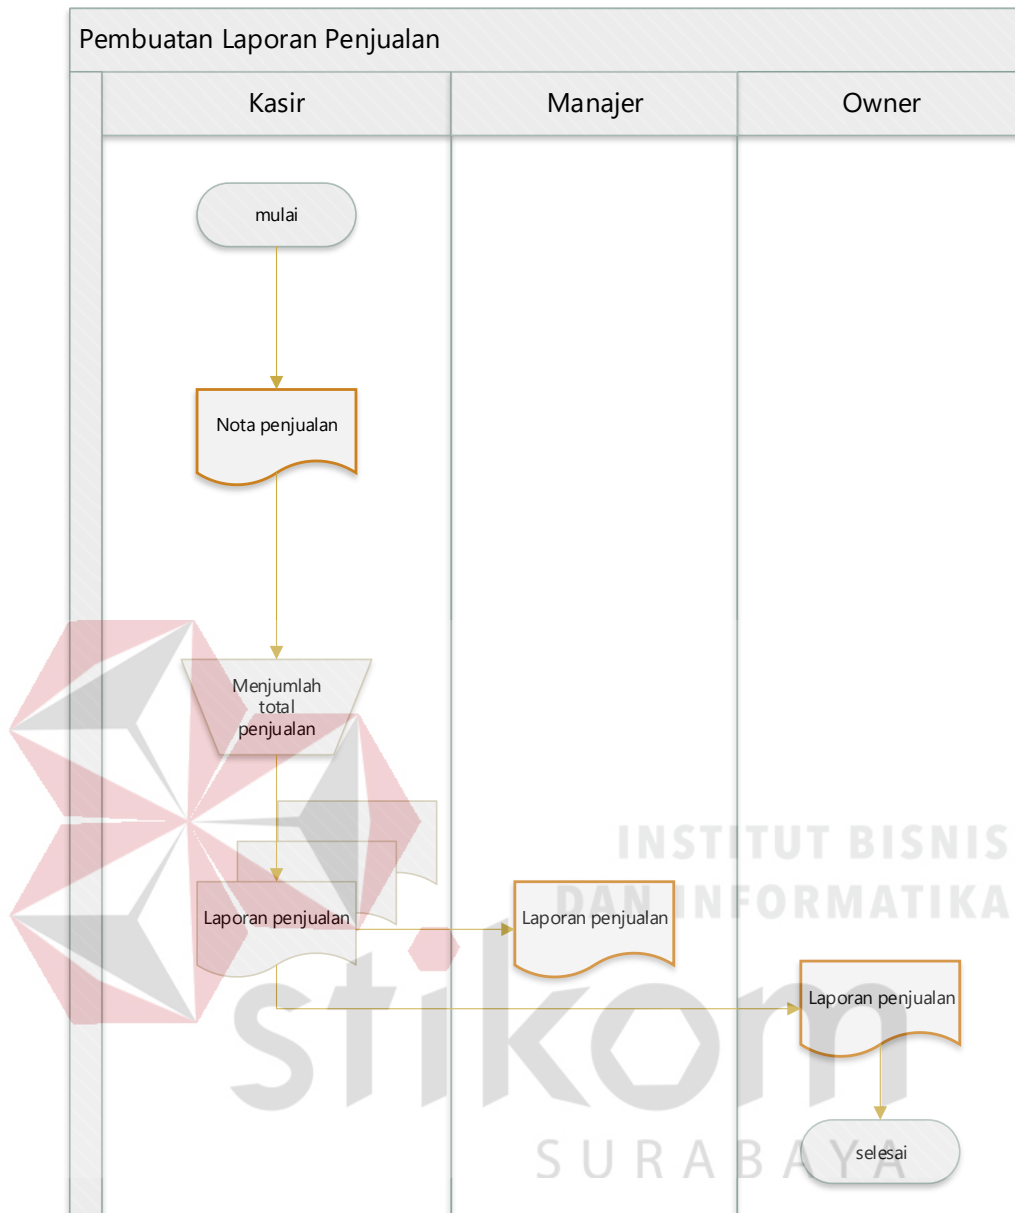 Pembuatan Laporan Penjualan
Kasir
Manajer
Owner
mulai
Nota penjualan
Menjumlah
total
penjualan
INSTITUT BISNIS
DAN INFORMATIKA
Laporan penjualan
Laporan penjualan
Laporan penjualan
stikom
SURABAYA
selesai